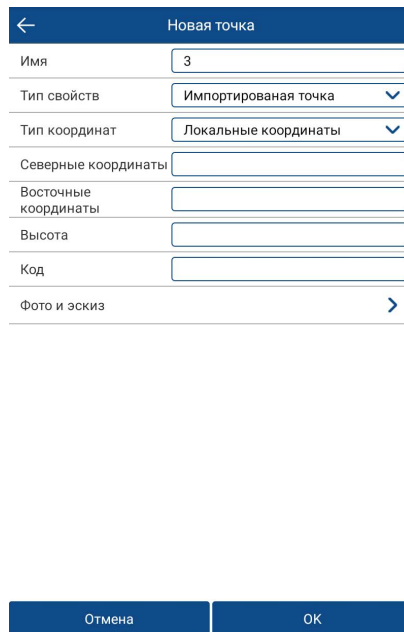 Новая точка
Имя 3
Тип свойств Импортированая точка
Тип координат Локальные координаты
Северные координаты
Восточные
координаты
Высота
Код
Фото и эскиз
Отмена OK